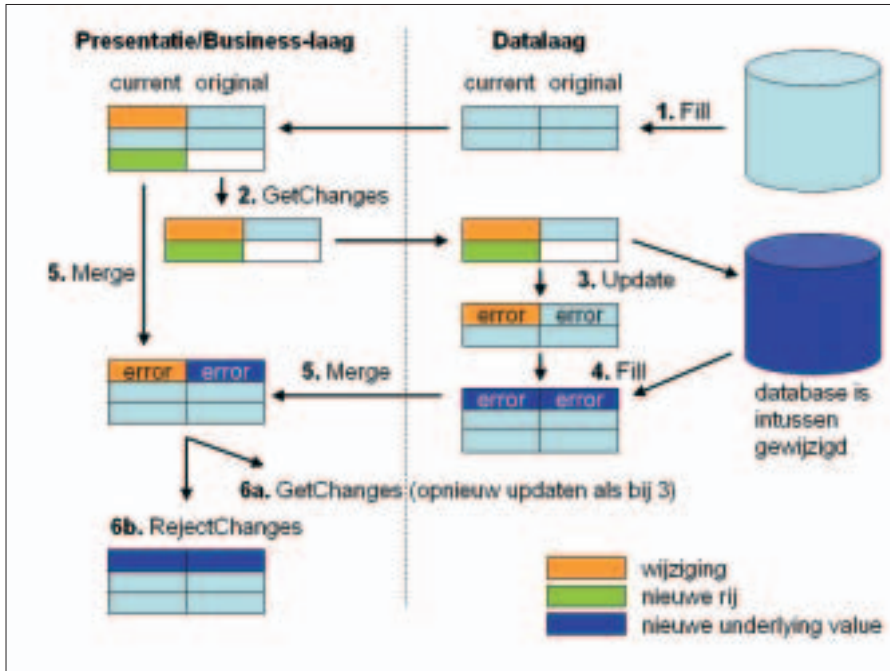 Presentatie/Business-laag
Datalaag
current original
current original
1. Fill
2. GetChanges
5. Merge
3. Update
error error
error error
5. Merge
4. Fill
error error
database is
intussen
gewijzigd
6a. GetChanges (opnieuw updaten als bij 3)
6b. RejectChanges
wijziging
nieuwe rij
nieuwe underlying value